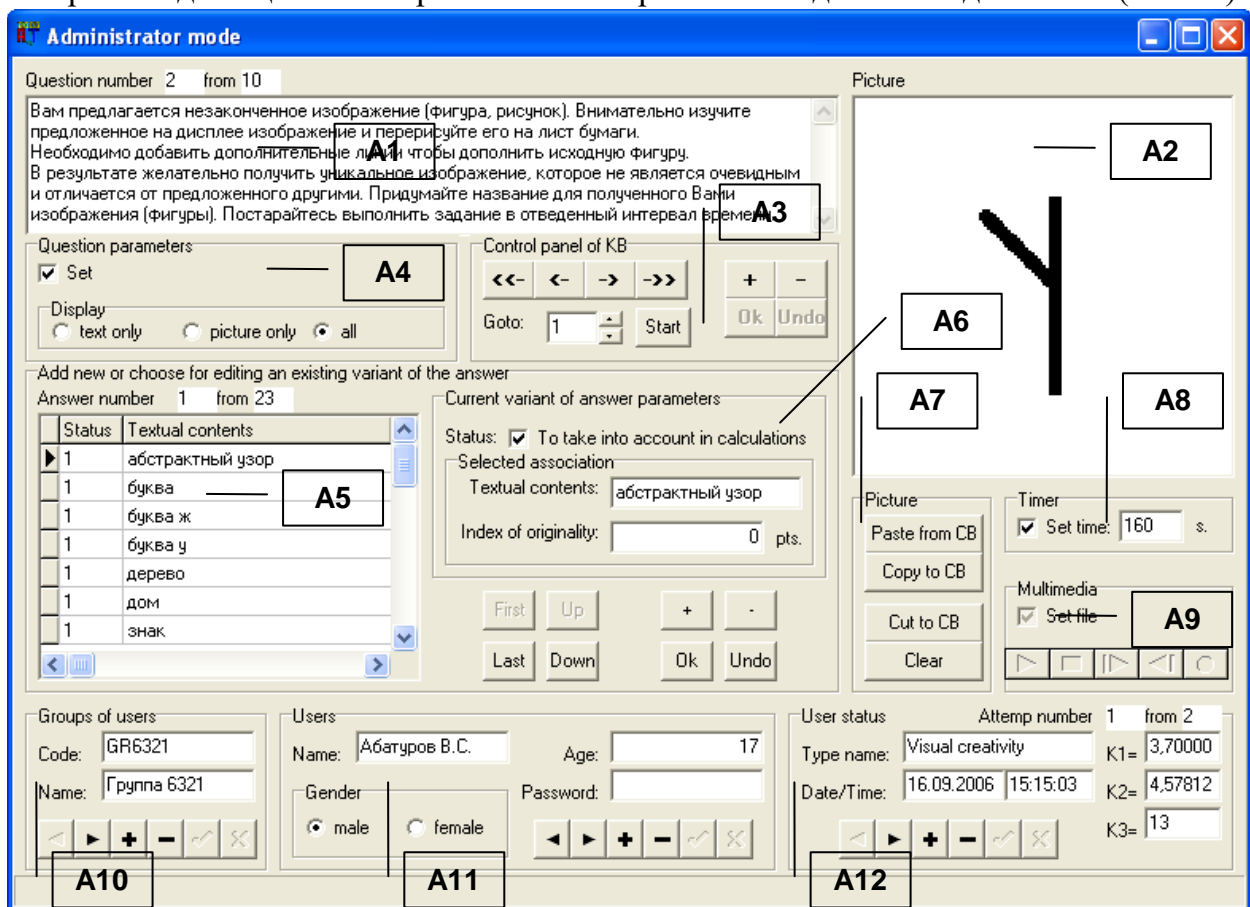 Administrator mode
Question number 2 from 10
Picture
Вам предлагается незаконченное изображение (фигура, рисунок). Внимательно изучите
предложенное на дисплее изображение и перерисуйте его на лист бумаги.
Необходимо добавить дополнительные линии чтобы дополнить исходную фигуру.
В результате желательно получить уникальное изображение, которое не является очевидным
и отличается от предложенного другими. Придумайте название для полученного Вами
изображения (фигуры). Постарайтесь выполнить задание в отведенный интервал времени.
A1
A2
A3
Question parameters
Set
A4
Display
text only picture only all
Control panel of KB
<<- <- -> ->> + -
Goto: 1 Start Ok Undo
A6
A7
A8
Add new or choose for editing an existing variant of the answer
Answer number 1 from 23
Status Textual contents
1 абстрактный узор
1 буква
1 буква ж
1 буква у
1 дерево
1 дом
1 знак
A5
Current variant of answer parameters
Status: To take into account in calculations
Selected association
Textual contents: абстрактный узор
Index of originality: 0 pts.
First Up + -
Last Down Ok Undo
Picture
Paste from CB
Copy to CB
Cut to CB
Clear
Timer
Set time: 160 s.
Multimedia
Set file
A9
Groups of users
Code: GR6321
Name: Группа 6321
A10
Users
Name: Абатуров В.С. Age: 17
Gender Password:
male female
A11
User status Attemp number 1 from 2
Type name: Visual creativity K1= 3,70000
Date/Time: 16.09.2006 15:15:03 K2= 4,57812
K3= 13
A12